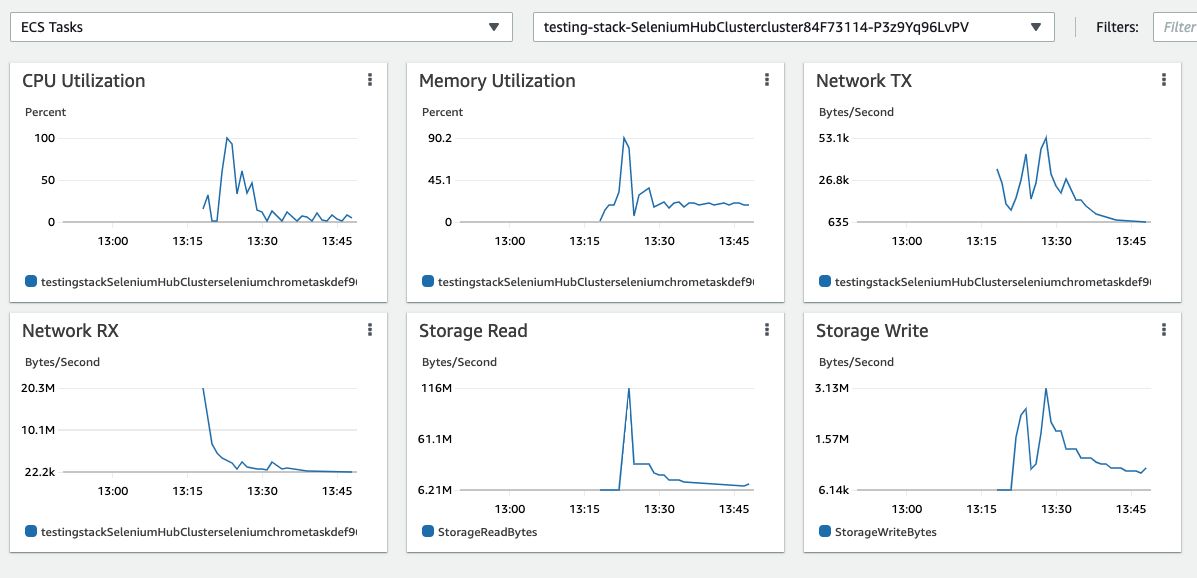 ECS Tasks
testing-stack-SeleniumHubClustercluster84F73114-P3z9Yq96LvPV
Filters:
Filter
CPU Utilization
Percent
100
50
0
13:00 13:15 13:30 13:45
testingstackSeleniumHubClusterseleniumchrometaskdef9
Memory Utilization
Percent
90.2
45.1
0
13:00 13:15 13:30 13:45
testingstackSeleniumHubClusterseleniumchrometaskdef9
Network TX
Bytes/Second
53.1k
26.8k
635
13:00 13:15 13:30 13:45
testingstackSeleniumHubClusterseleniumchrometaskdef9
Network RX
Bytes/Second
20.3M
10.1M
22.2k
13:00 13:15 13:30 13:45
testingstackSeleniumHubClusterseleniumchrometaskdef9
Storage Read
Bytes/Second
116M
61.1M
6.21M
13:00 13:15 13:30 13:45
StorageReadBytes
Storage Write
Bytes/Second
3.13M
1.57M
6.14k
13:00 13:15 13:30 13:45
StorageWriteBytes